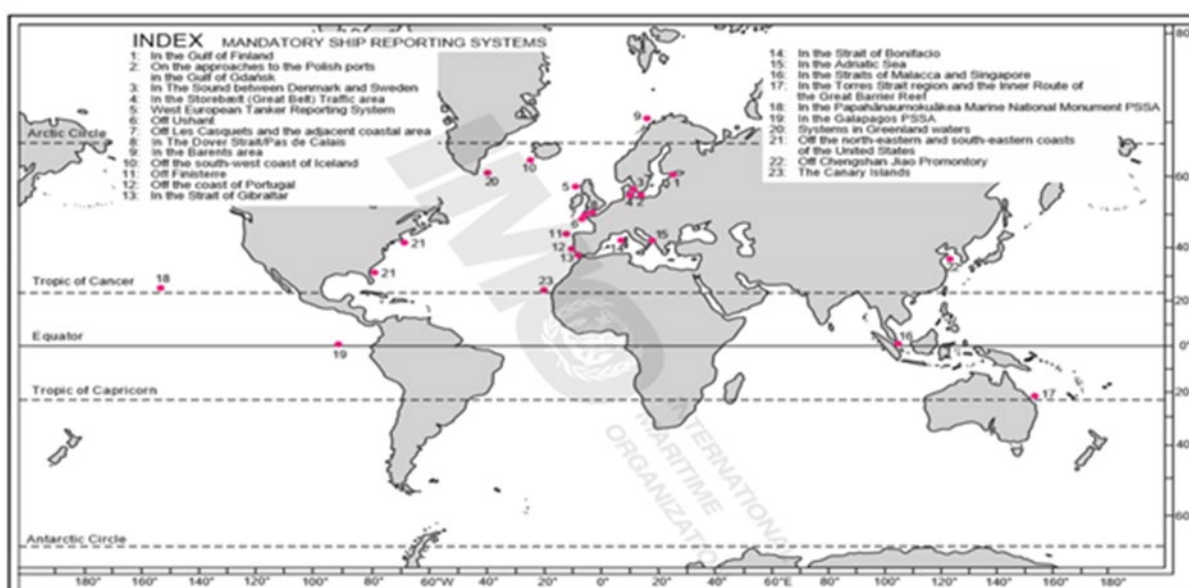 INDEX MANDATORY SHIP REPORTING SYSTEMS
1: In the Gulf of Finland
2: On the approaches to the Polish ports
in the Gulf of Gdańsk
3: In The Sound between Denmark and Sweden
4: In the Storebælt (Great Belt) Traffic area
5: West European Tanker Reporting System
6: Off Ushant
7: Off Les Casquets and the adjacent coastal area
8: In The Dover Strait/Pas de Calais
9: In the Barents area
10: Off the south-west coast of Iceland
11: Off Finisterre
12: Off the coast of Portugal
13: In the Strait of Gibraltar
14: In the Strait of Bonifacio
15: In the Adriatic Sea
16: In the Straits of Malacca and Singapore
17: In the Torres Strait region and the Inner Route of
the Great Barrier Reef
18: In the Papahānaumokuākea Marine National Monument PSSA
19: In the Galapagos PSSA
20: Systems in Greenland waters
21: Off the north-eastern and south-eastern coasts
of the United States
22: Off Chengshan Jiao Promontory
23: The Canary Islands
80
Arctic Circle
9
10
20
60°
5
3
1
4
2
7
8
6
11
21
12
14
15
13
40°
21
18
Tropic of Cancer
23
20°
Equator
19
16
0°
Tropic of Capricorn
17
20°
40°
60°
IMO
INTERNATIONAL
MARITIME
ORGANIZATIO
Antarctic Circle
180° 160° 140° 120° 100° 80° 60°W 40° 20° 0° 20° 40° 60°E 80° 100° 120° 140° 160° 180°